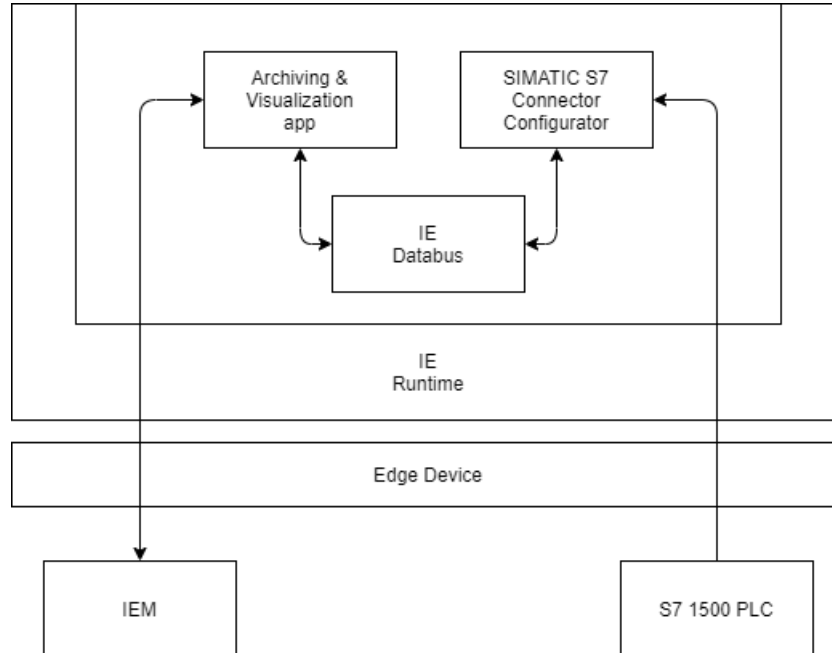 Archiving &
Visualization
app
SIMATIC S7
Connector
Configurator
IE
Databus
IE
Runtime
Edge Device
IEM
S7 1500 PLC